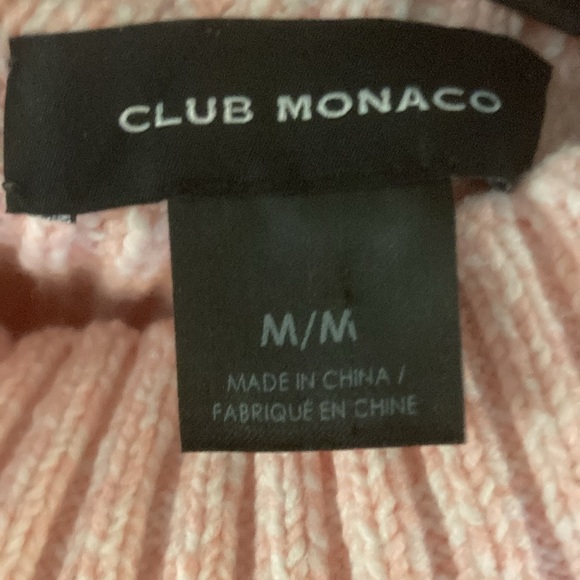 CLUB MONACO
M/M
MADE IN CHINA /
FABRIQUÉ EN CHINE